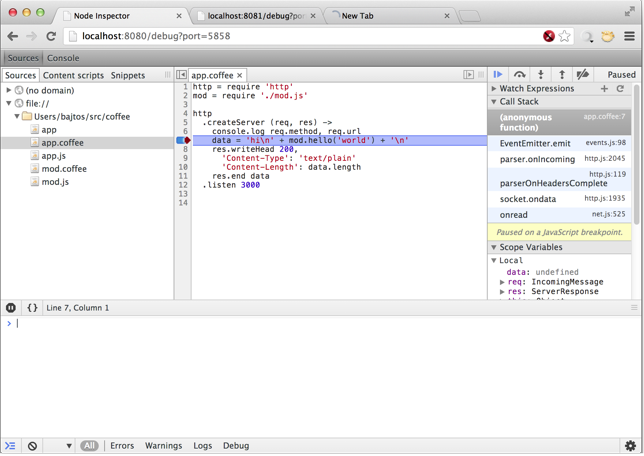 Node Inspector
localhost:8081/debug?por
New Tab
localhost:8080/debug?port=5858
Sources Console
Sources Content scripts Snippets
(no domain)
file://
Users/bajtos/src/coffee
app
app.coffee
app.js
mod.coffee
mod.js
app.coffee
1 http = require 'http'
2 mod = require './mod.js'
3
4 http
5 .createServer (req, res) ->
6 console.log req.method, req.url
7 data = 'hi\n' + mod.hello('world') + '\n'
8 res.writeHead 200,
9 'Content-Type': 'text/plain'
10 'Content-Length': data.length
11 res.end data
12 .listen 3000
13
14
Paused
Watch Expressions
Call Stack
(anonymous function) app.coffee:7
EventEmitter.emit events.js:98
parser.onIncoming http.js:2045
http.js:119
parserOnHeadersComplete
socket.ondata http.js:1935
onread net.js:525
Paused on a JavaScript breakpoint.
Scope Variables
Local
data: undefined
req: IncomingMessage
res: ServerResponse
{ } Line 7, Column 1
>
All Errors Warnings Logs Debug